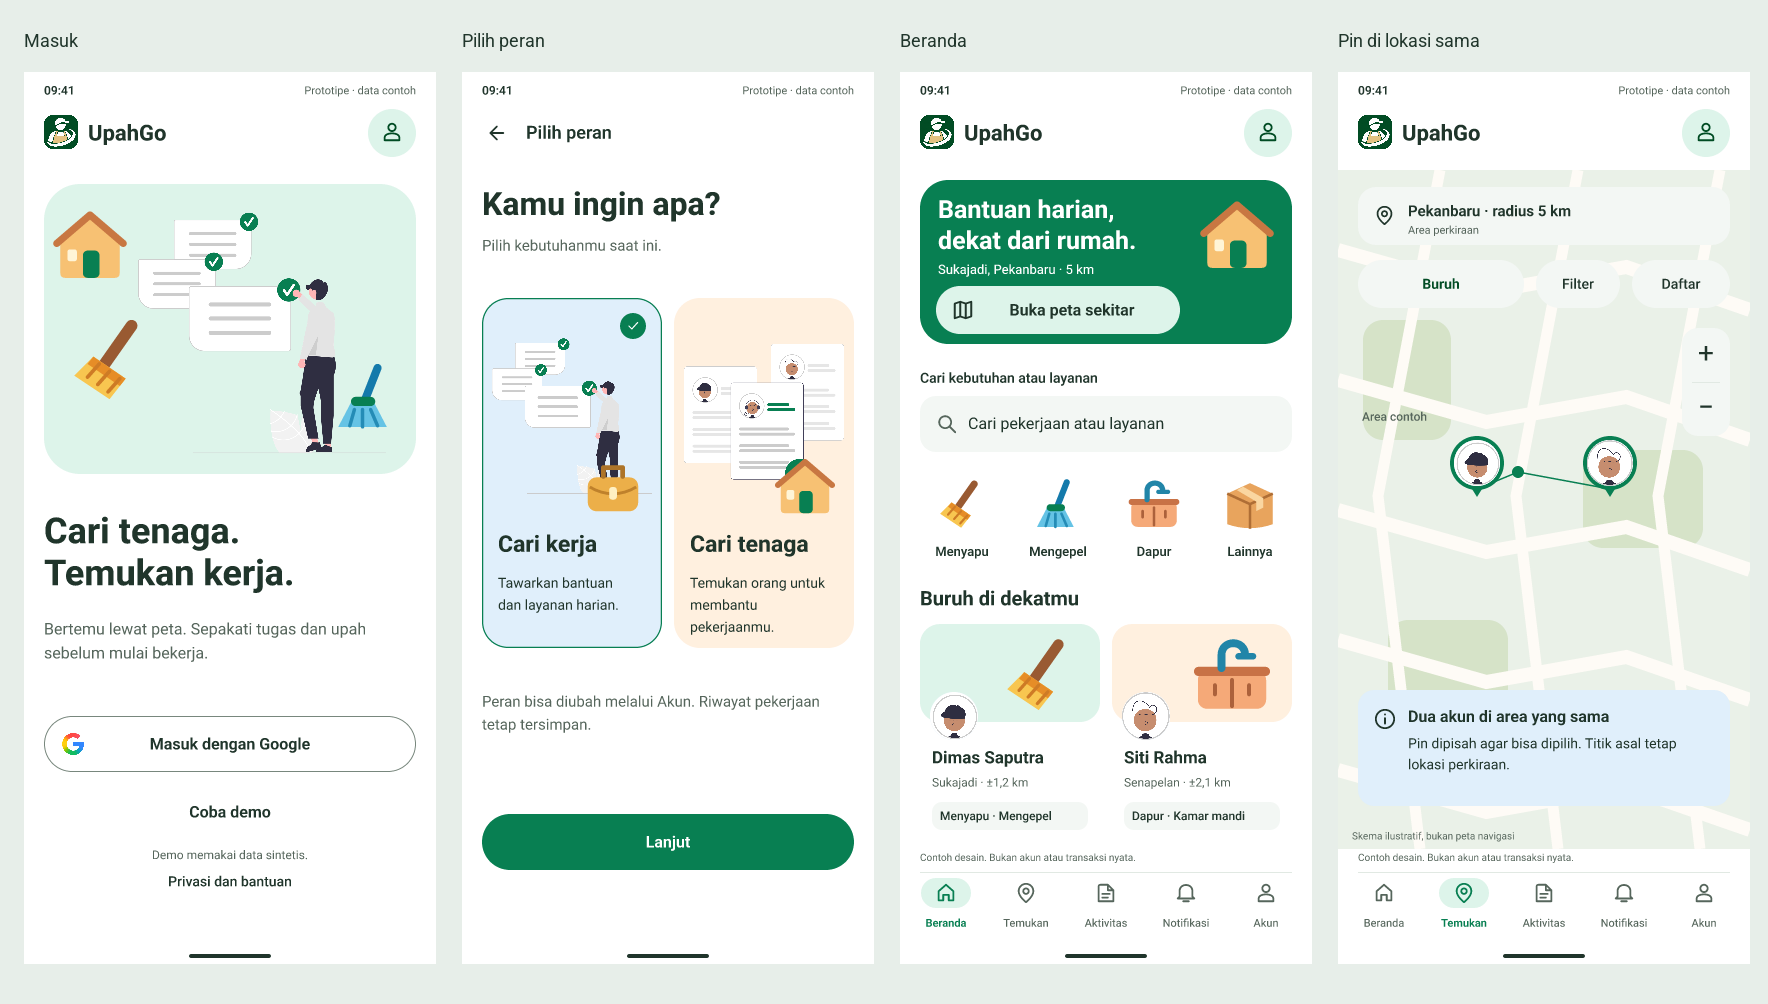 Masuk
09:41
Prototipe · data contoh
UpahGo
Cari tenaga.
Temukan kerja.
Bertemu lewat peta. Sepakati tugas dan upah
sebelum mulai bekerja.
Masuk dengan Google
Coba demo
Demo memakai data sintetis.
Privasi dan bantuan
Pilih peran
09:41
Prototipe · data contoh
Pilih peran
Kamu ingin apa?
Pilih kebutuhanmu saat ini.
Cari kerja
Tawarkan bantuan
dan layanan harian.
Cari tenaga
Temukan orang untuk
membantu
pekerjaanmu.
Peran bisa diubah melalui Akun. Riwayat pekerjaan
tetap tersimpan.
Lanjut
Beranda
09:41
Prototipe · data contoh
UpahGo
Bantuan harian,
dekat dari rumah.
Sukajadi, Pekanbaru · 5 km
Buka peta sekitar
Cari kebutuhan atau layanan
Cari pekerjaan atau layanan
Menyapu
Mengepel
Dapur
Lainnya
Buruh di dekatmu
Dimas Saputra
Sukajadi · ±1,2 km
Menyapu · Mengepel
Siti Rahma
Senapelan · ±2,1 km
Dapur · Kamar mandi
Contoh desain. Bukan akun atau transaksi nyata.
Beranda
Temukan
Aktivitas
Notifikasi
Akun
Pin di lokasi sama
09:41
Prototipe · data contoh
UpahGo
Pekanbaru · radius 5 km
Area perkiraan
Buruh
Filter
Daftar
+
−
Area contoh
Dua akun di area yang sama
Pin dipisah agar bisa dipilih. Titik asal tetap
lokasi perkiraan.
Skema ilustratif, bukan peta navigasi
Contoh desain. Bukan akun atau transaksi nyata.
Beranda
Temukan
Aktivitas
Notifikasi
Akun